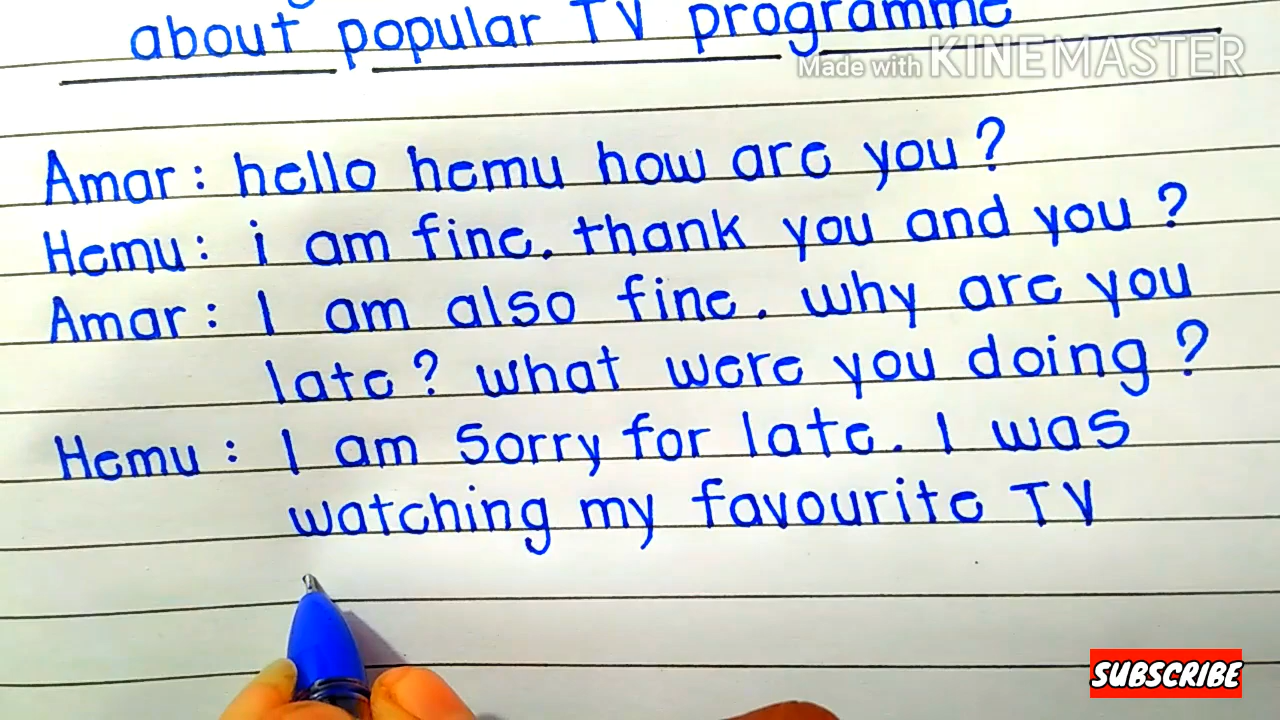 about popular TV programme
Made with KINEMASTER
Amar: hello hemu how are you?
Hemu: i am fine. thank you and you?
Amar: I am also fine. why are you
late? what were you doing?
Hemu: I am sorry for late. I was
watching my favourite TV
SUBSCRIBE